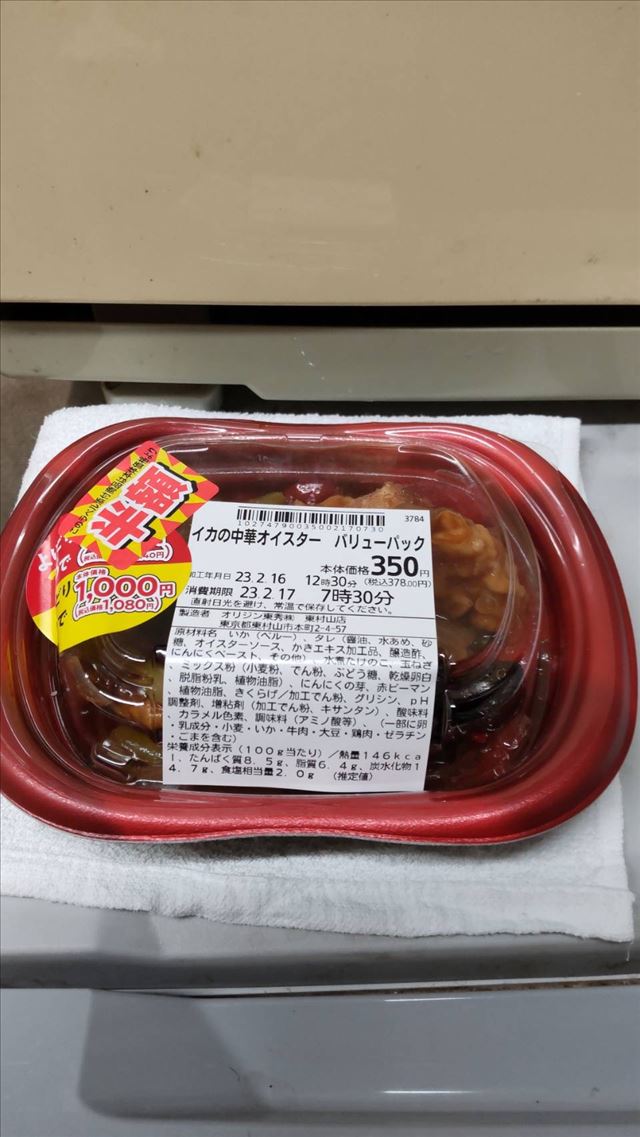 10274790035002170730
3784
イカの中華オイスター バリューパック
本体価格350円
加工年月日 23.2.16 12時30分 (税込378.00円)
消費期限 23.2.17 7時30分
直射日光を避け、常温で保存してください。
製造者 オリジン東秀㈱ 東村山店
東京都東村山市本町2-4-57
原材料名 いか(ペルー)、タレ(醤油、水あめ、砂
糖、オイスターソース、かきエキス加工品、醸造酢、
にんにくペースト、その他)、水煮たけのこ、玉ねぎ
、ミックス粉(小麦粉、でん粉、ぶどう糖、乾燥卵白
、脱脂粉乳、植物油脂)、にんにくの芽、赤ピーマン
、植物油脂、きくらげ/加工でん粉、グリシン、pH
調整剤、増粘剤(加工でん粉、キサンタン)、酸味料
、カラメル色素、調味料(アミノ酸等)、(一部に卵
・乳成分・小麦・いか・牛肉・大豆・鶏肉・ゼラチン
・ごまを含む)
栄養成分表示(100g当たり)/熱量146kca
l、たんぱく質8.5g、脂質6.4g、炭水化物1
4.7g、食塩相当量2.0g (推定値)
本体価格
1,000円
(税込価格1,080円)